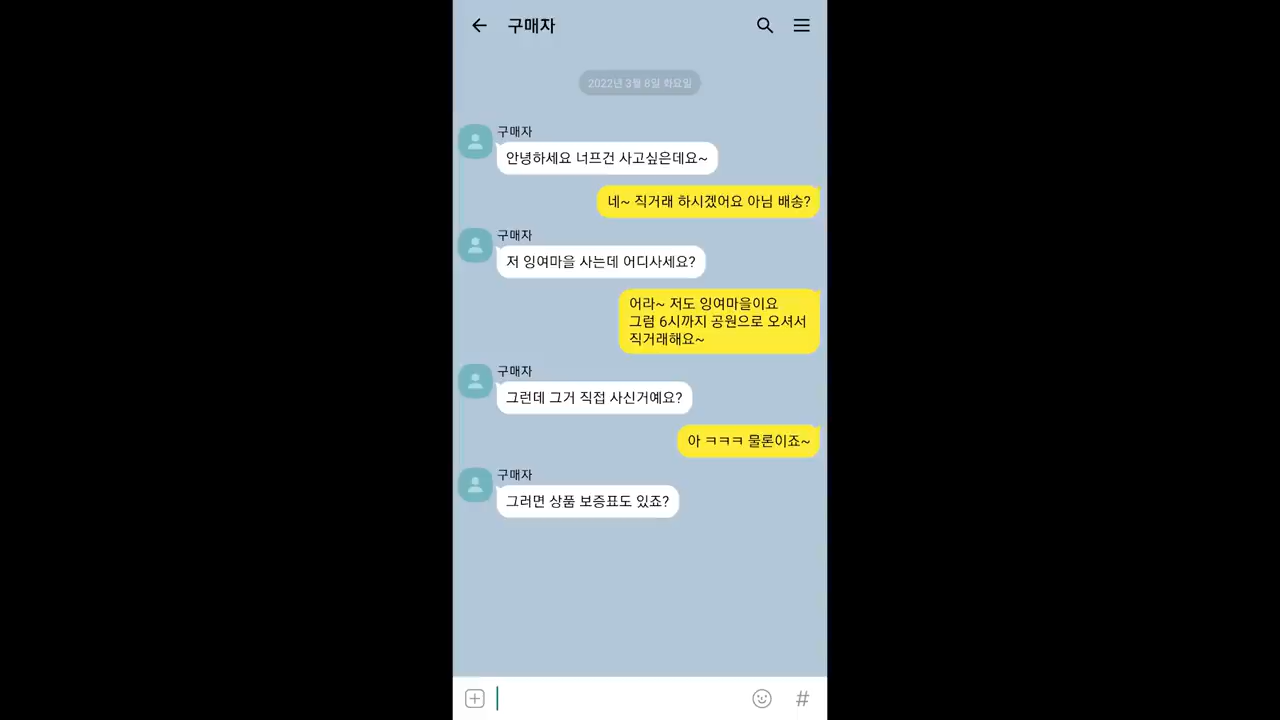 구매자
2022년 3월 8일 화요일
구매자
안녕하세요 너프건 사고싶은데요~
네~ 직거래 하시겠어요 아님 배송?
구매자
저 잉여마을 사는데 어디사세요?
어라~ 저도 잉여마을이요
그럼 6시까지 공원으로 오셔서
직거래해요~
구매자
그런데 그거 직접 사신거예요?
아 ㅋㅋㅋ 물론이죠~
구매자
그러면 상품 보증표도 있죠?
#